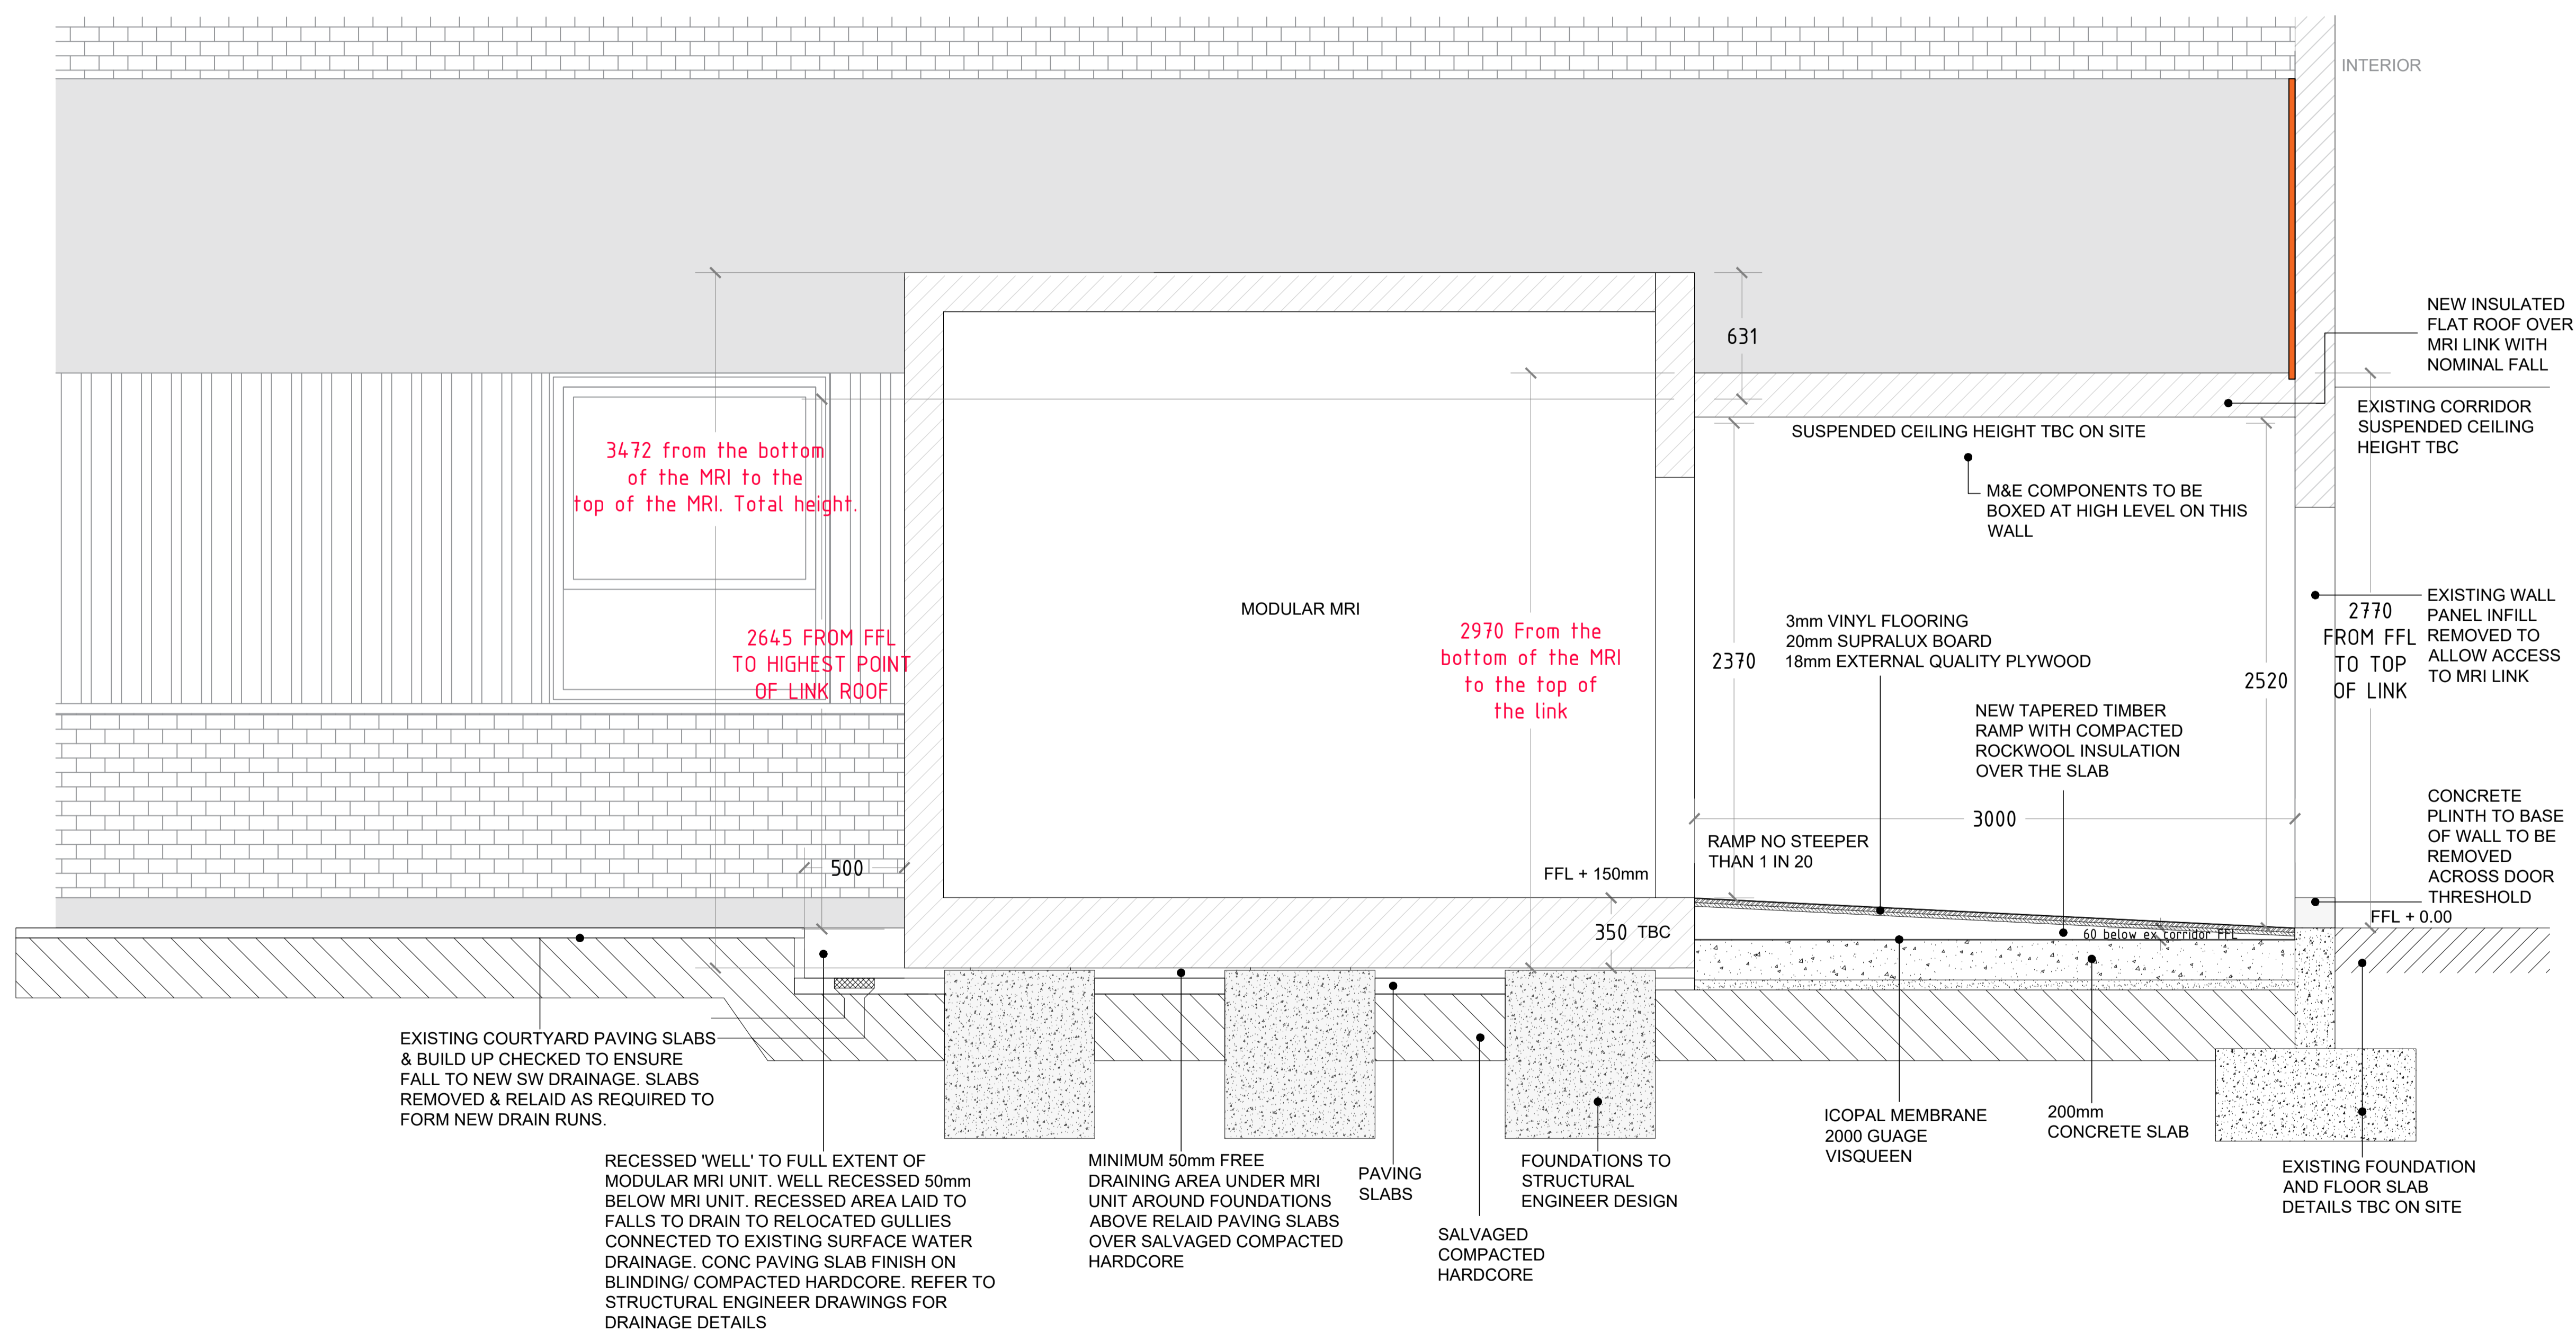 INTERIOR
NEW INSULATED
FLAT ROOF OVER
MRI LINK WITH
NOMINAL FALL
631
EXISTING CORRIDOR
SUSPENDED CEILING
HEIGHT TBC
SUSPENDED CEILING HEIGHT TBC ON SITE
M&E COMPONENTS TO BE
BOXED AT HIGH LEVEL ON THIS
WALL
3472 from the bottom
of the MRI to the
top of the MRI. Total height.
MODULAR MRI
2645 FROM FFL
TO HIGHEST POINT
OF LINK ROOF
2970 From the
bottom of the MRI
to the top of
the link
2370
3mm VINYL FLOORING
20mm SUPRALUX BOARD
18mm EXTERNAL QUALITY PLYWOOD
2520
2770
FROM FFL
TO TOP
OF LINK
EXISTING WALL
PANEL INFILL
REMOVED TO
ALLOW ACCESS
TO MRI LINK
NEW TAPERED TIMBER
RAMP WITH COMPACTED
ROCKWOOL INSULATION
OVER THE SLAB
3000
CONCRETE
PLINTH TO BASE
OF WALL TO BE
REMOVED
ACROSS DOOR
THRESHOLD
RAMP NO STEEPER
THAN 1 IN 20
500
FFL + 150mm
FFL + 0.00
350 TBC
60 below ex corridor FFL
EXISTING COURTYARD PAVING SLABS
& BUILD UP CHECKED TO ENSURE
FALL TO NEW SW DRAINAGE. SLABS
REMOVED & RELAID AS REQUIRED TO
FORM NEW DRAIN RUNS.
RECESSED 'WELL' TO FULL EXTENT OF
MODULAR MRI UNIT. WELL RECESSED 50mm
BELOW MRI UNIT. RECESSED AREA LAID TO
FALLS TO DRAIN TO RELOCATED GULLIES
CONNECTED TO EXISTING SURFACE WATER
DRAINAGE. CONC PAVING SLAB FINISH ON
BLINDING/ COMPACTED HARDCORE. REFER TO
STRUCTURAL ENGINEER DRAWINGS FOR
DRAINAGE DETAILS
MINIMUM 50mm FREE
DRAINING AREA UNDER MRI
UNIT AROUND FOUNDATIONS
ABOVE RELAID PAVING SLABS
OVER SALVAGED COMPACTED
HARDCORE
PAVING
SLABS
SALVAGED
COMPACTED
HARDCORE
FOUNDATIONS TO
STRUCTURAL
ENGINEER DESIGN
ICOPAL MEMBRANE
2000 GUAGE
VISQUEEN
200mm
CONCRETE SLAB
EXISTING FOUNDATION
AND FLOOR SLAB
DETAILS TBC ON SITE